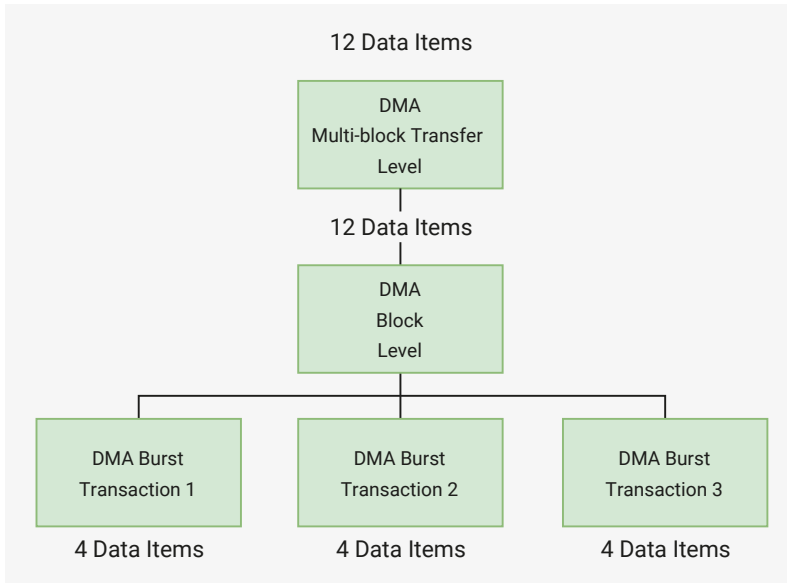 12 Data Items
DMA
Multi-block Transfer
Level
12 Data Items
DMA
Block
Level
DMA Burst
Transaction 1
DMA Burst
Transaction 2
DMA Burst
Transaction 3
4 Data Items
4 Data Items
4 Data Items